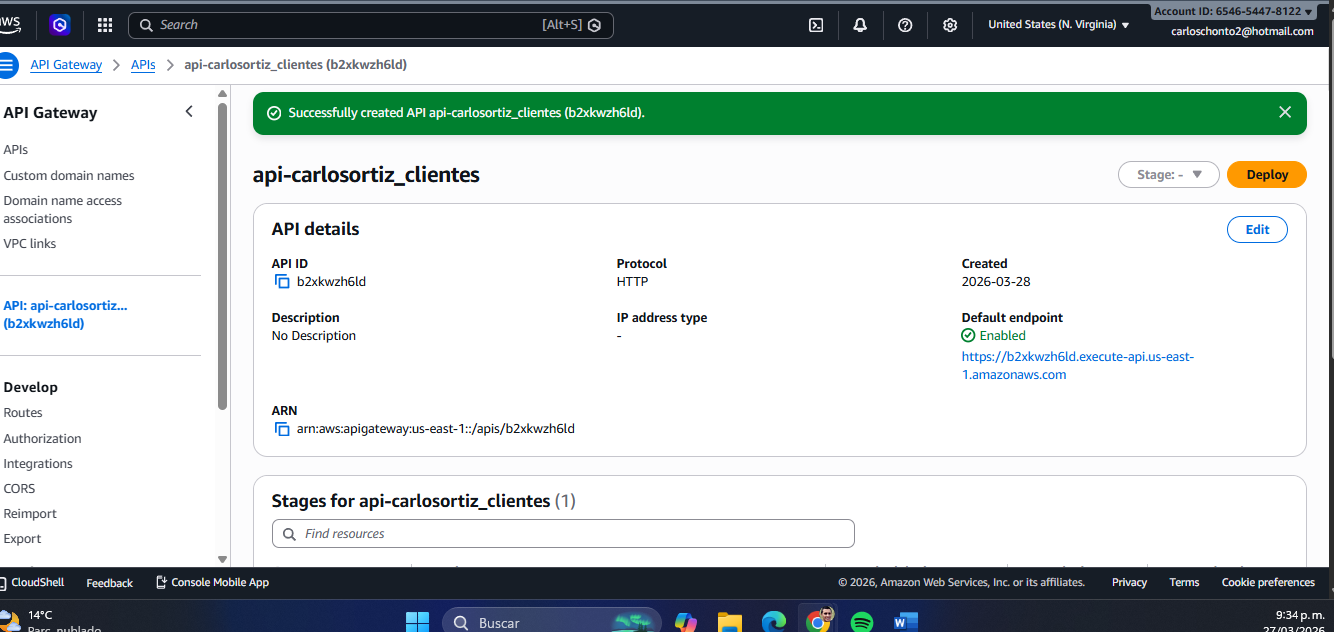 aws
Search
[Alt+S]
United States (N. Virginia)
Account ID: 6546-5447-8122
carloschonto2@hotmail.com
API Gateway
APIs
api-carlosortiz_clientes (b2xkwzh6ld)
API Gateway
APIs
Custom domain names
Domain name access
associations
VPC links
API: api-carlosortiz...
(b2xkwzh6ld)
Develop
Routes
Authorization
Integrations
CORS
Reimport
Export
Successfully created API api-carlosortiz_clientes (b2xkwzh6ld).
api-carlosortiz_clientes
Stage: -
Deploy
API details
Edit
API ID
b2xkwzh6ld
Protocol
HTTP
Created
2026-03-28
Description
No Description
IP address type
-
Default endpoint
Enabled
https://b2xkwzh6ld.execute-api.us-east-
1.amazonaws.com
ARN
arn:aws:apigateway:us-east-1::/apis/b2xkwzh6ld
Stages for api-carlosortiz_clientes (1)
Find resources
CloudShell
Feedback
Console Mobile App
© 2026, Amazon Web Services, Inc. or its affiliates.
Privacy
Terms
Cookie preferences
14°C
Parc. nublado
Buscar
9:34 p.m.
27/03/2026